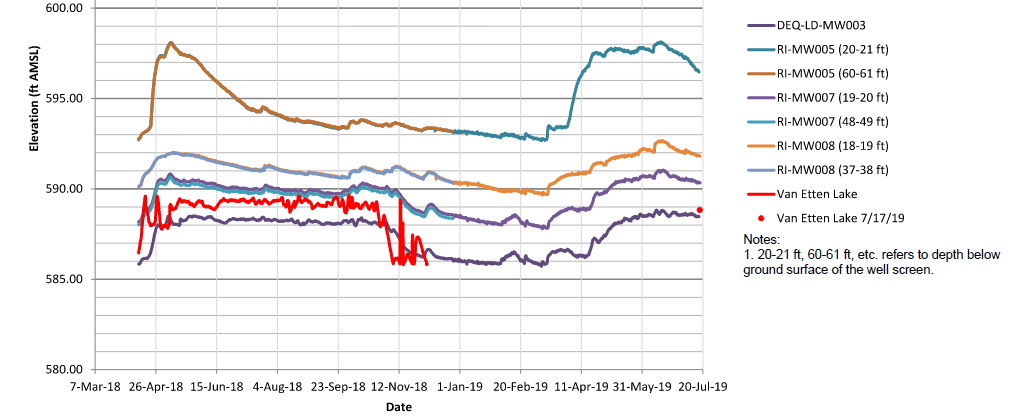 600.00
595.00
590.00
585.00
580.00
Elevation (ft AMSL)
7-Mar-18 26-Apr-18 15-Jun-18 4-Aug-18 23-Sep-18 12-Nov-18 1-Jan-19 20-Feb-19 11-Apr-19 31-May-19 20-Jul-19
Date
DEQ-LD-MW003
RI-MW005 (20-21 ft)
RI-MW005 (60-61 ft)
RI-MW007 (19-20 ft)
RI-MW007 (48-49 ft)
RI-MW008 (18-19 ft)
RI-MW008 (37-38 ft)
Van Etten Lake
Van Etten Lake 7/17/19
Notes:
1. 20-21 ft, 60-61 ft, etc. refers to depth below
ground surface of the well screen.